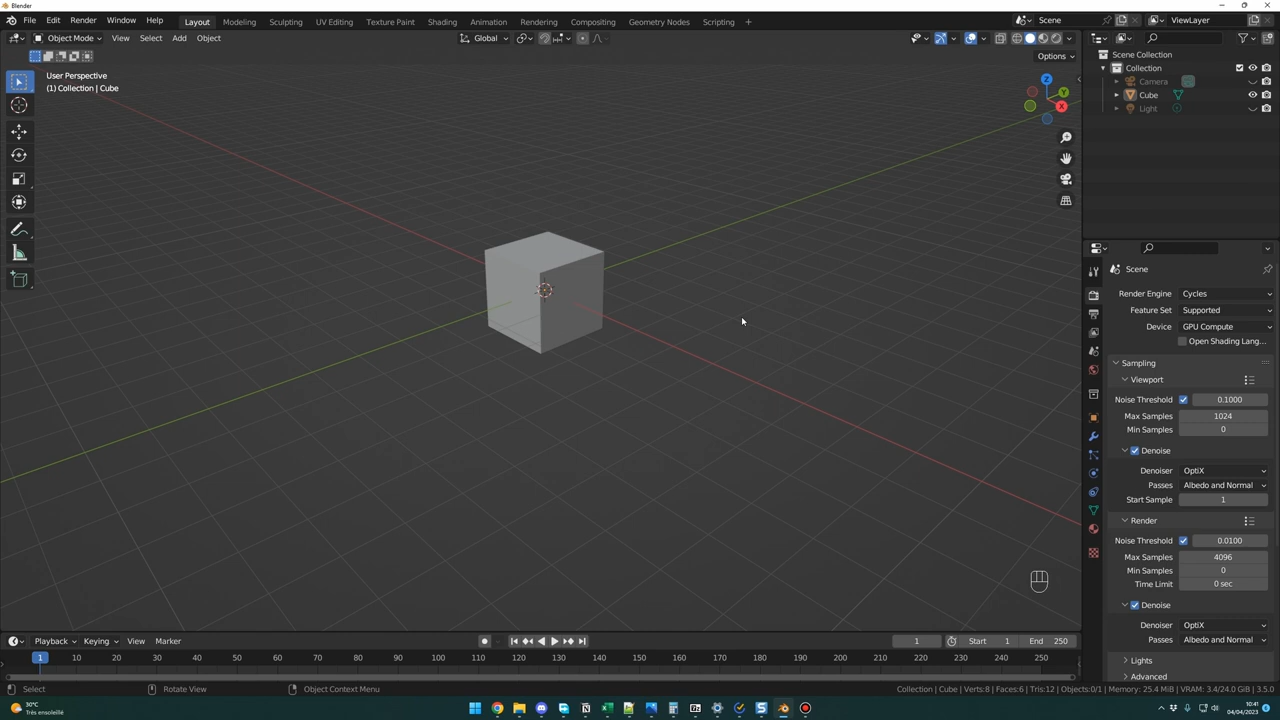 Blender
File Edit Render Window Help Layout Modeling Sculpting UV Editing Texture Paint Shading Animation Rendering Compositing Geometry Nodes Scripting + Scene ViewLayer
Object Mode View Select Add Object Global
Options
User Perspective
(1) Collection | Cube
Z
Y
X
Scene Collection
Collection
Camera
Cube
Light
Scene
Render Engine Cycles
Feature Set Supported
Device GPU Compute
Open Shading Lang...
Sampling
Viewport
Noise Threshold 0.1000
Max Samples 1024
Min Samples 0
Denoise
Denoiser OptiX
Passes Albedo and Normal
Start Sample 1
Render
Noise Threshold 0.0100
Max Samples 4096
Min Samples 0
Time Limit 0 sec
Denoise
Denoiser OptiX
Passes Albedo and Normal
Lights
Advanced
Playback Keying View Marker 1 Start 1 End 250
1 10 20 30 40 50 60 70 80 90 100 110 120 130 140 150 160 170 180 190 200 210 220 230 240 250
Select Rotate View Object Context Menu Collection | Cube | Verts:8 | Faces:6 | Tris:12 | Objects:0/1 | Memory: 25.4 MiB | VRAM: 3.4/24.0 GiB | 3.5.0
30°C
Très ensoleillé
10:41
04/04/2023